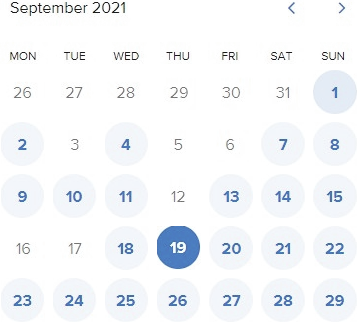 September 2021
MON TUE WED THU FRI SAT SUN
26 27 28 29 30 31 1
2 3 4 5 6 7 8
9 10 11 12 13 14 15
16 17 18 19 20 21 22
23 24 25 26 27 28 29